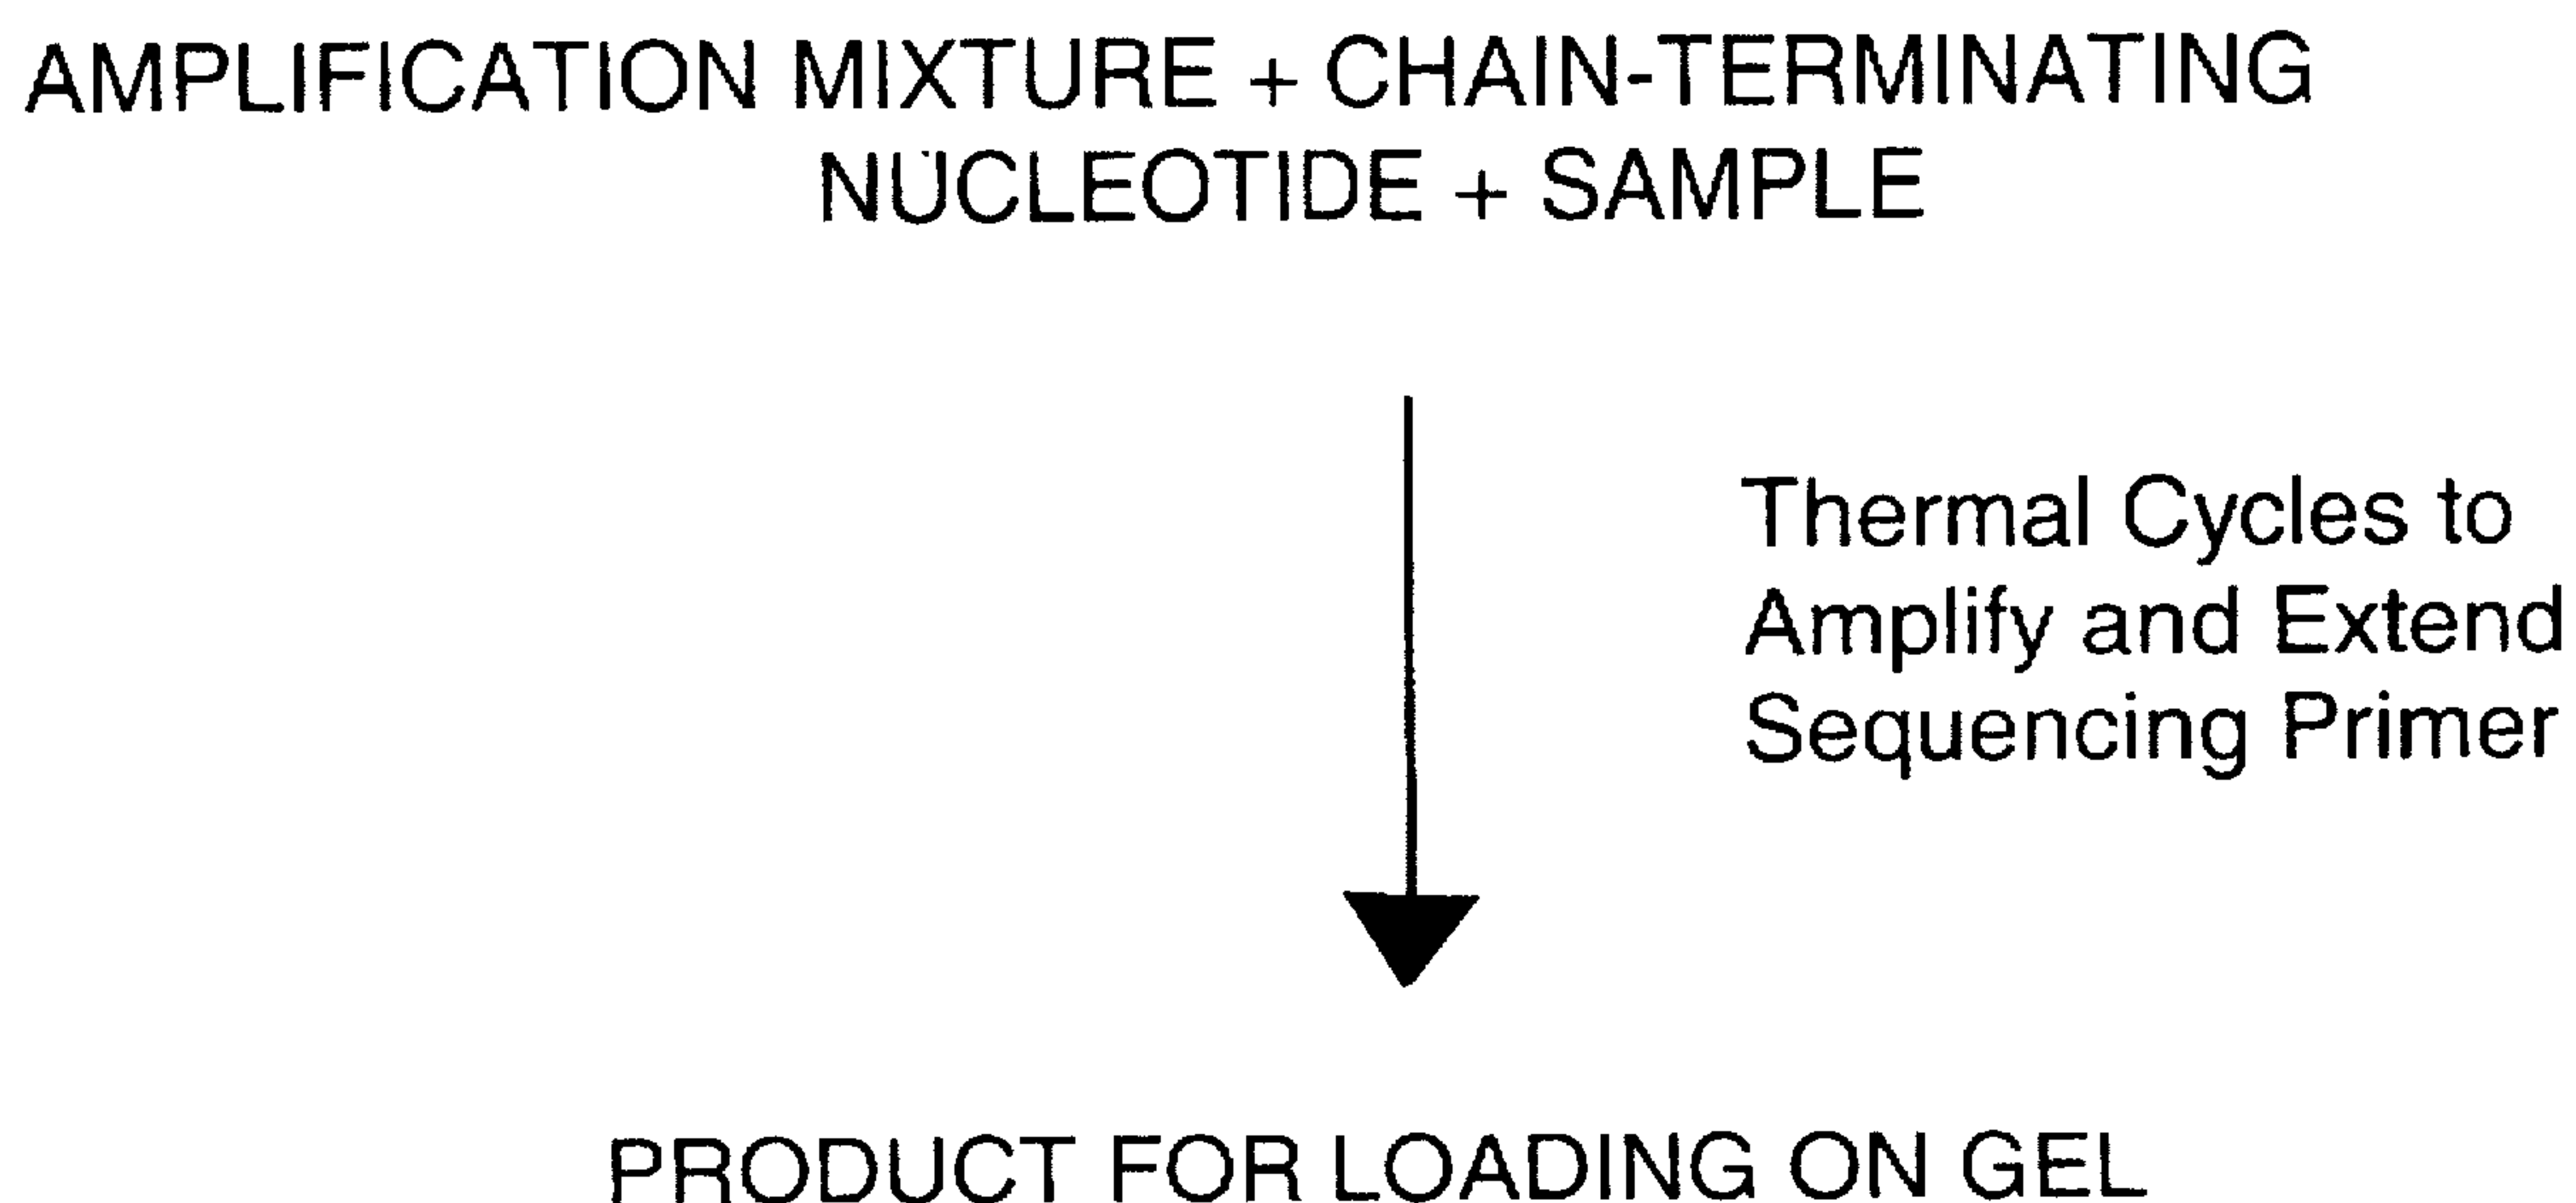 AMPLIFICATION MIXTURE + CHAIN-TERMINATING
NUCLEOTIDE + SAMPLE
Thermal Cycles to
Amplify and Extend
Sequencing Primer
PRODUCT FOR LOADING ON GEL